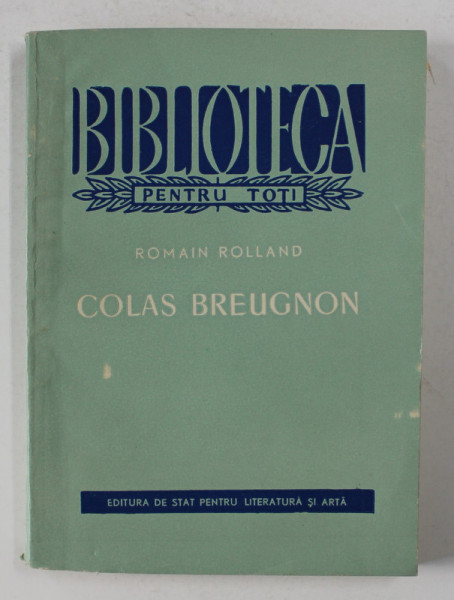 BIBLIOTECA
PENTRU TOȚI
ROMAIN ROLLAND
COLAS BREUGNON
EDITURA DE STAT PENTRU LITERATURĂ ȘI ARTĂ